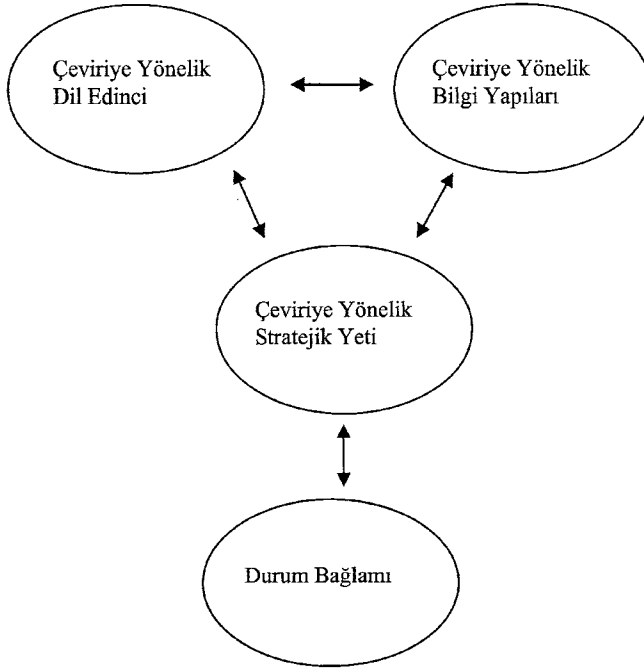 Çeviriye Yönelik
Dil Edinci
Çeviriye Yönelik
Bilgi Yapıları
Çeviriye Yönelik
Stratejik Yeti
Durum Bağlamı